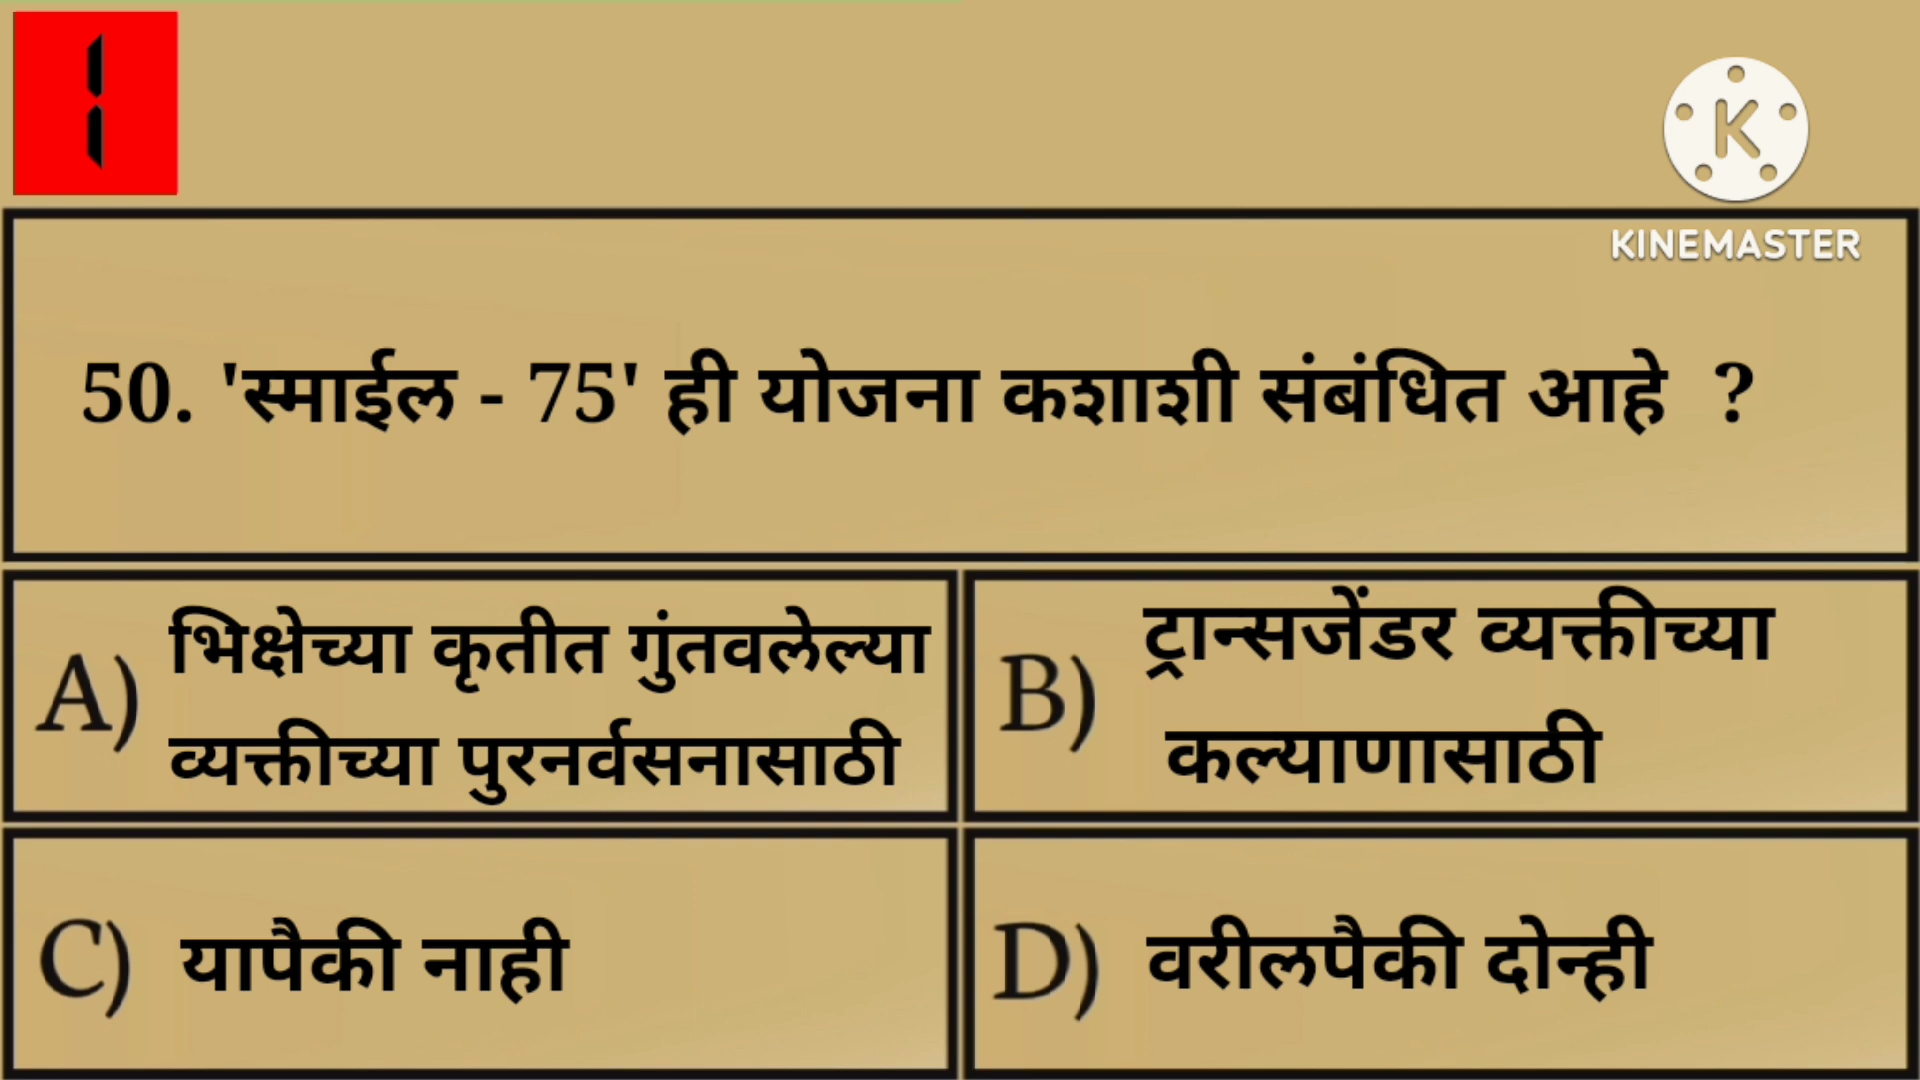 1
K
KINEMASTER
50. 'स्माईल - 75' ही योजना कशाशी संबंधित आहे ?
A) भिक्षेच्या कृतीत गुंतवलेल्या
व्यक्तीच्या पुरनर्वसनासाठी
B) ट्रान्सजेंडर व्यक्तीच्या
कल्याणासाठी
C) यापैकी नाही
D) वरीलपैकी दोन्ही